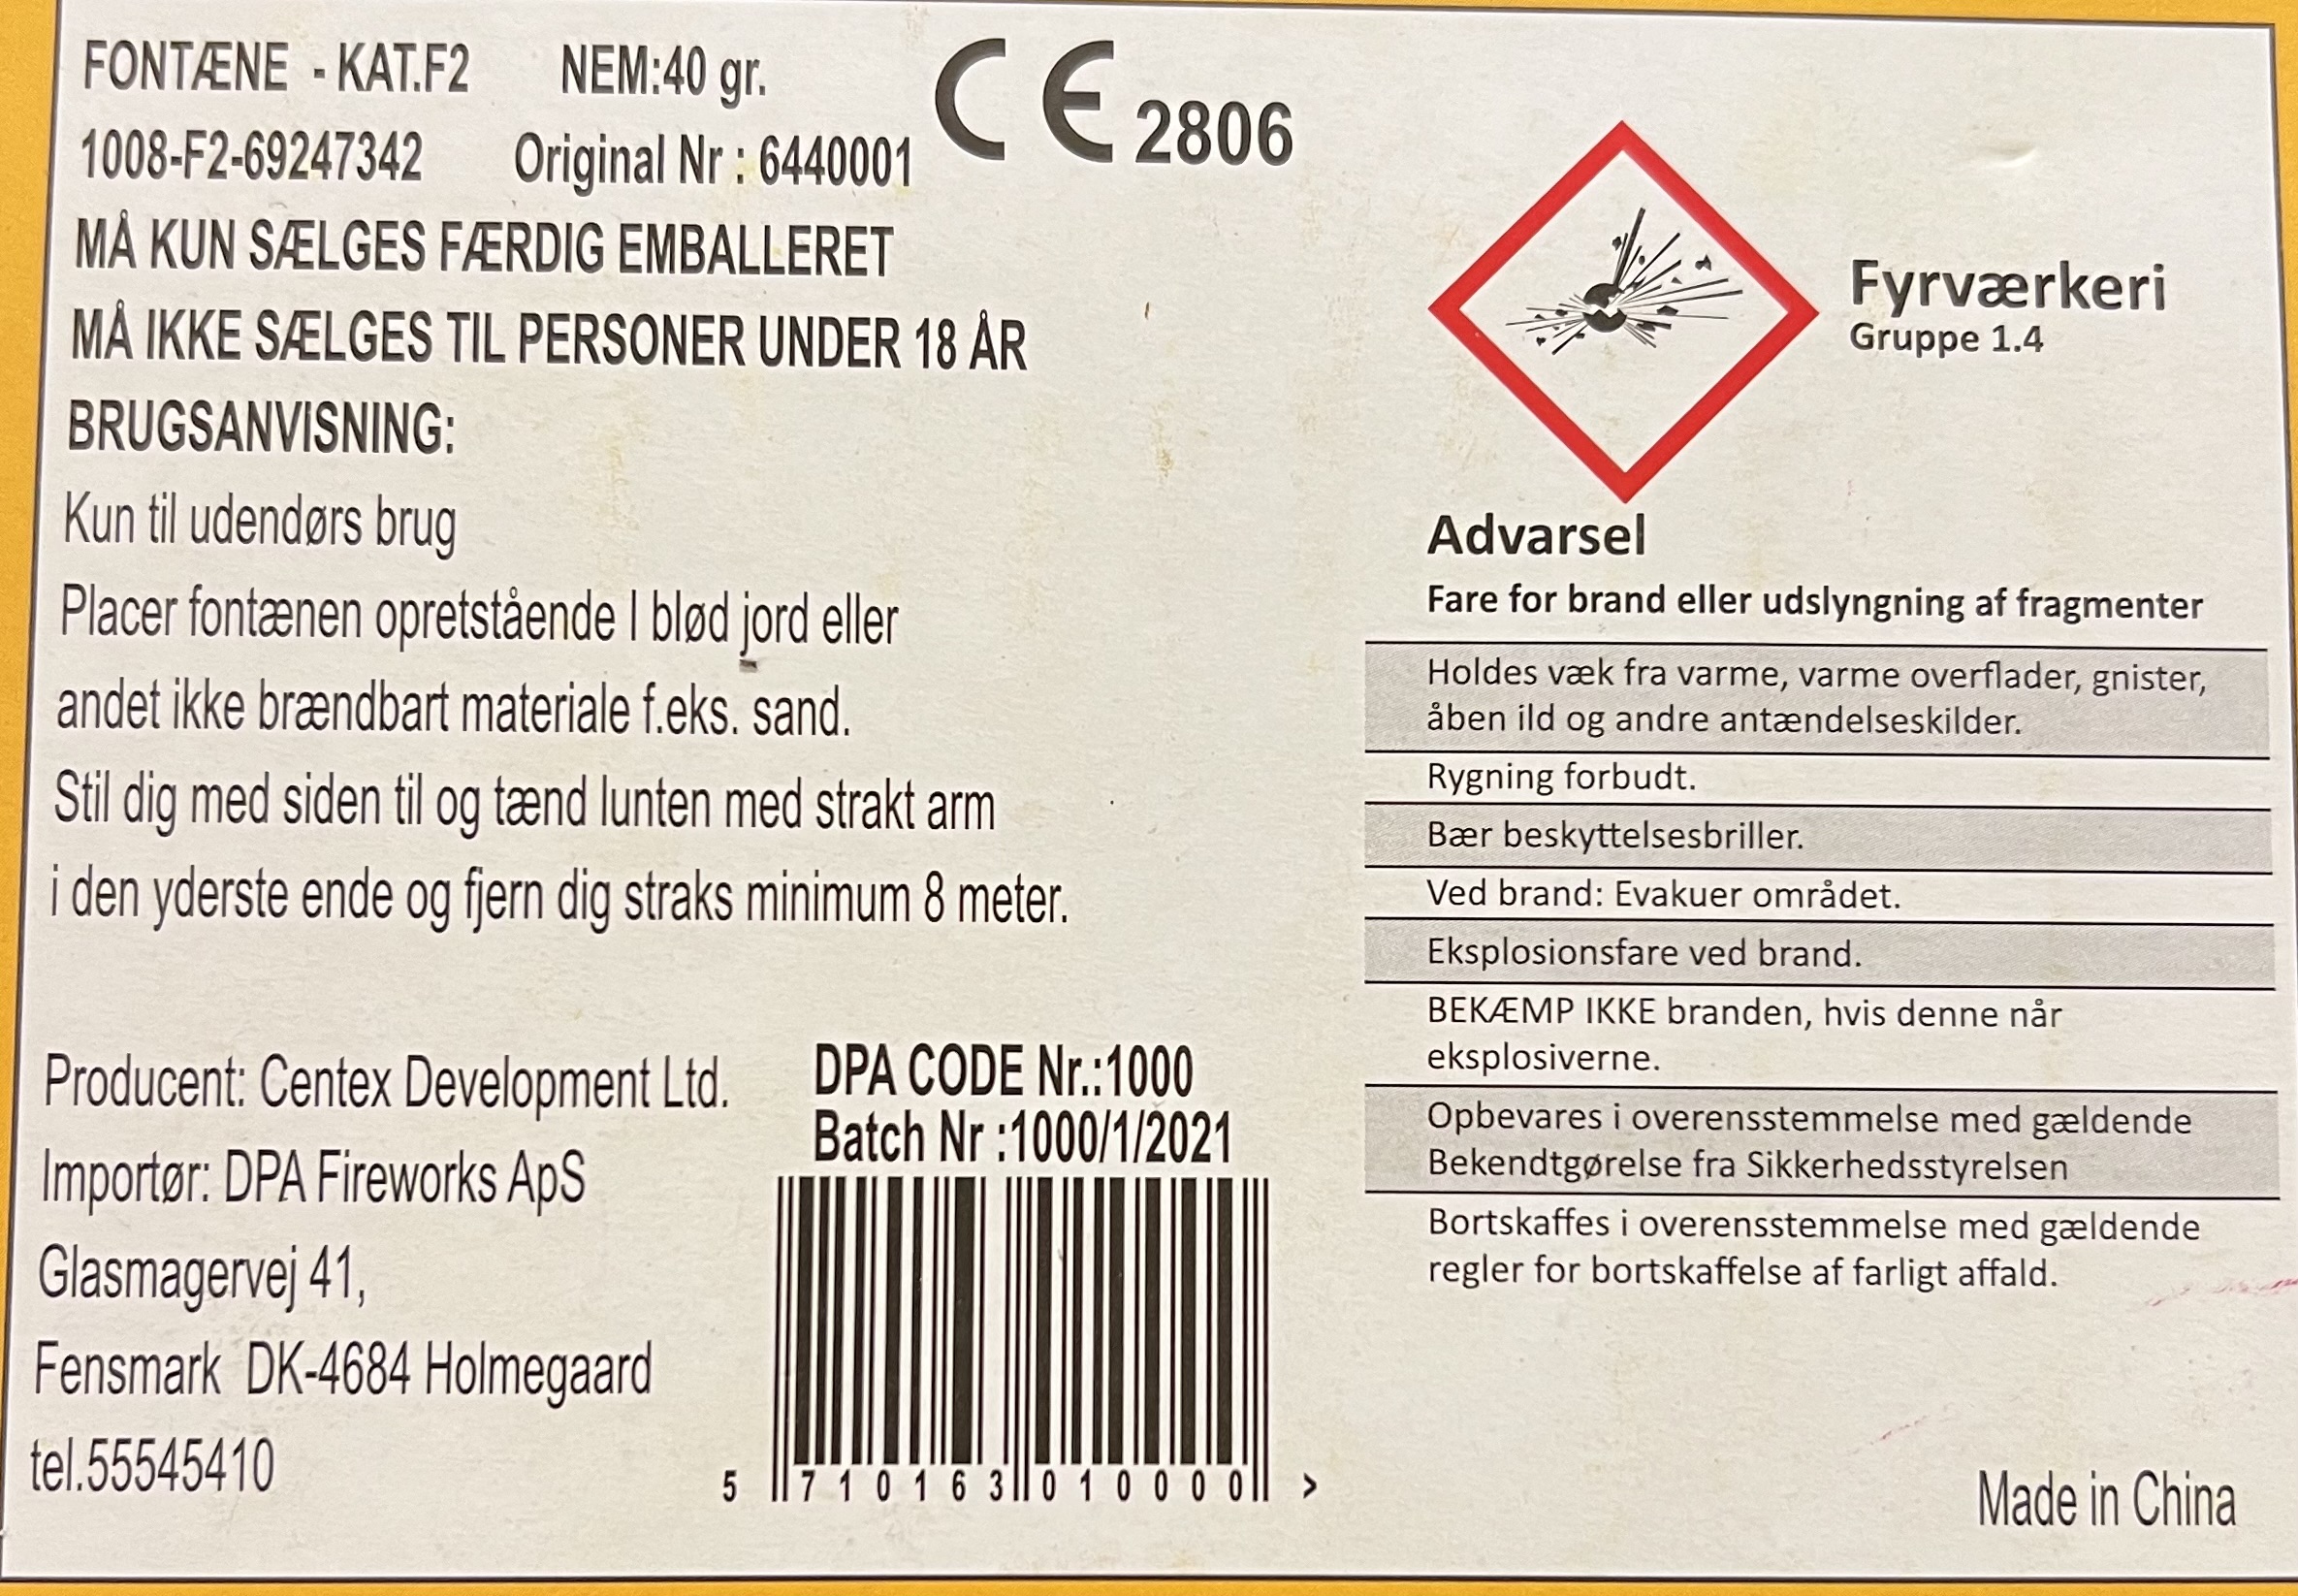 FONTÆNE - KAT.F2 NEM:40 gr.
CE 2806
1008-F2-69247342 Original Nr : 6440001
MÅ KUN SÆLGES FÆRDIG EMBALLERET
MÅ IKKE SÆLGES TIL PERSONER UNDER 18 ÅR
BRUGSANVISNING:
Kun til udendørs brug
Placer fontænen opretstående I blød jord eller
andet ikke brændbart materiale f.eks. sand.
Stil dig med siden til og tænd lunten med strakt arm
i den yderste ende og fjern dig straks minimum 8 meter.
Producent: Centex Development Ltd.
Importør: DPA Fireworks ApS
Glasmagervej 41,
Fensmark DK-4684 Holmegaard
tel.55545410
DPA CODE Nr.:1000
Batch Nr :1000/1/2021
5 710163 010000 >
Fyrværkeri
Gruppe 1.4
Advarsel
Fare for brand eller udslyngning af fragmenter
Holdes væk fra varme, varme overflader, gnister,
åben ild og andre antændelseskilder.
Rygning forbudt.
Bær beskyttelsesbriller.
Ved brand: Evakuer området.
Eksplosionsfare ved brand.
BEKÆMP IKKE branden, hvis denne når
eksplosiverne.
Opbevares i overensstemmelse med gældende
Bekendtgørelse fra Sikkerhedsstyrelsen
Bortskaffes i overensstemmelse med gældende
regler for bortskaffelse af farligt affald.
Made in China